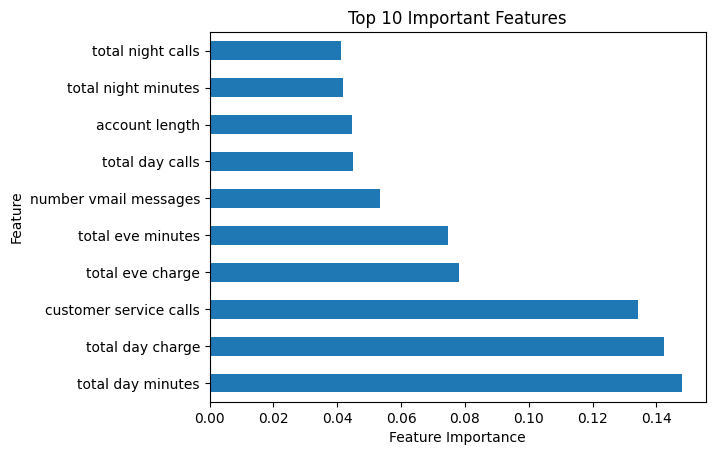 Top 10 Important Features
total night calls
total night minutes
account length
total day calls
number vmail messages
total eve minutes
total eve charge
customer service calls
total day charge
total day minutes
Feature
0.00 0.02 0.04 0.06 0.08 0.10 0.12 0.14
Feature Importance